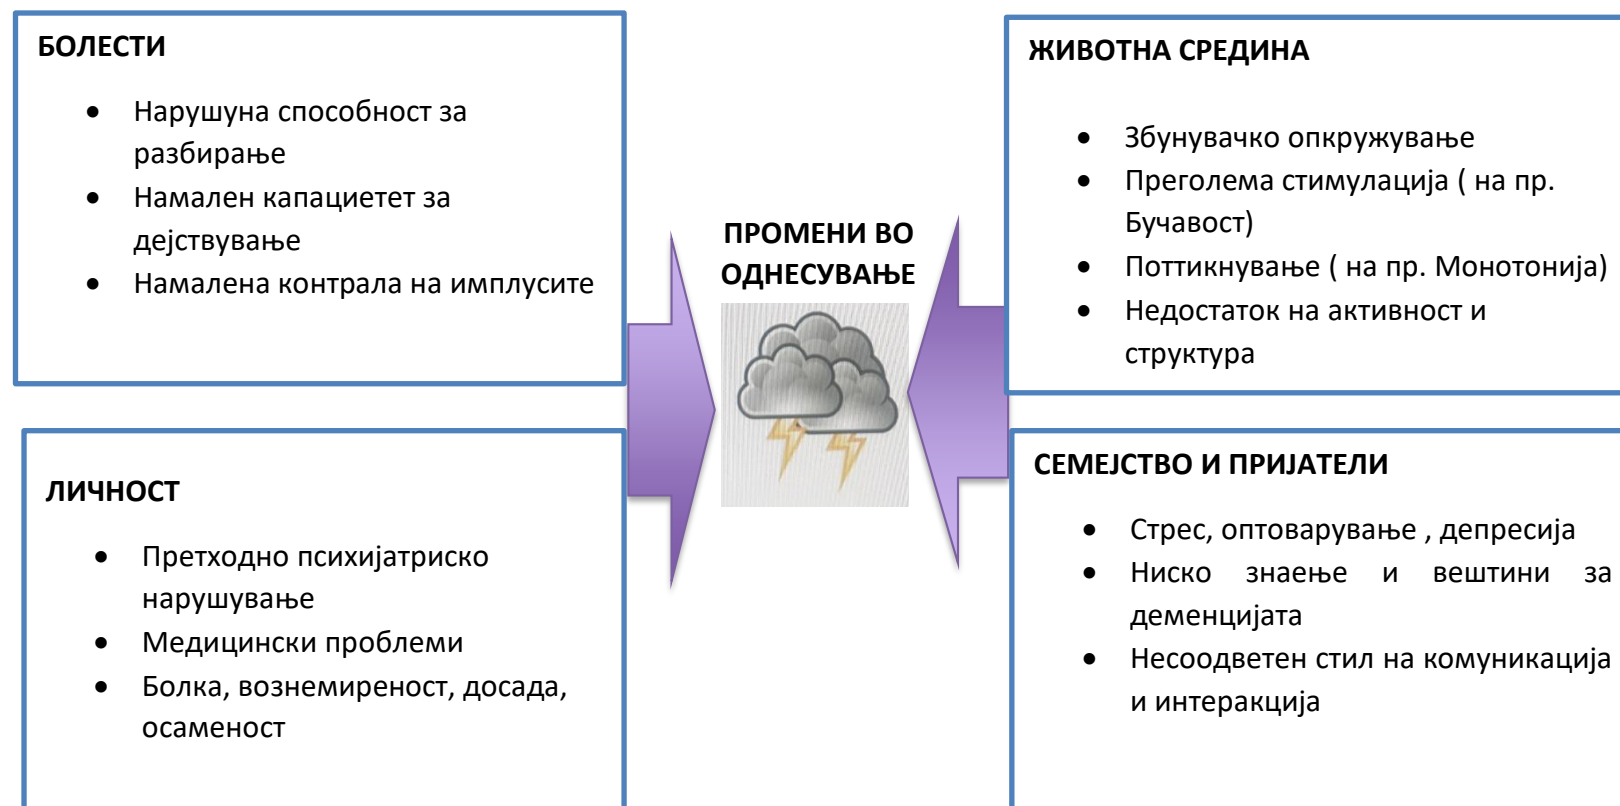 БОЛЕСТИ
• Нарушуна способност за
разбирање
• Намален капациетет за
дејствување
• Намалена контрала на имплусите
ЛИЧНОСТ
• Претходно психијатриско
нарушување
• Медицински проблеми
• Болка, вознемиреност, досада,
осаменост
ПРОМЕНИ ВО
ОДНЕСУВАЊЕ
ЖИВОТНА СРЕДИНА
• Збунувачко опкружување
• Преголема стимулација ( на пр.
Бучавост)
• Поттикнување ( на пр. Монотонија)
• Недостаток на активност и
структура
СЕМЕЈСТВО И ПРИЈАТЕЛИ
• Стрес, оптоварување , депресија
• Ниско знаење и вештини за
деменцијата
• Несоодветен стил на комуникација
и интеракција